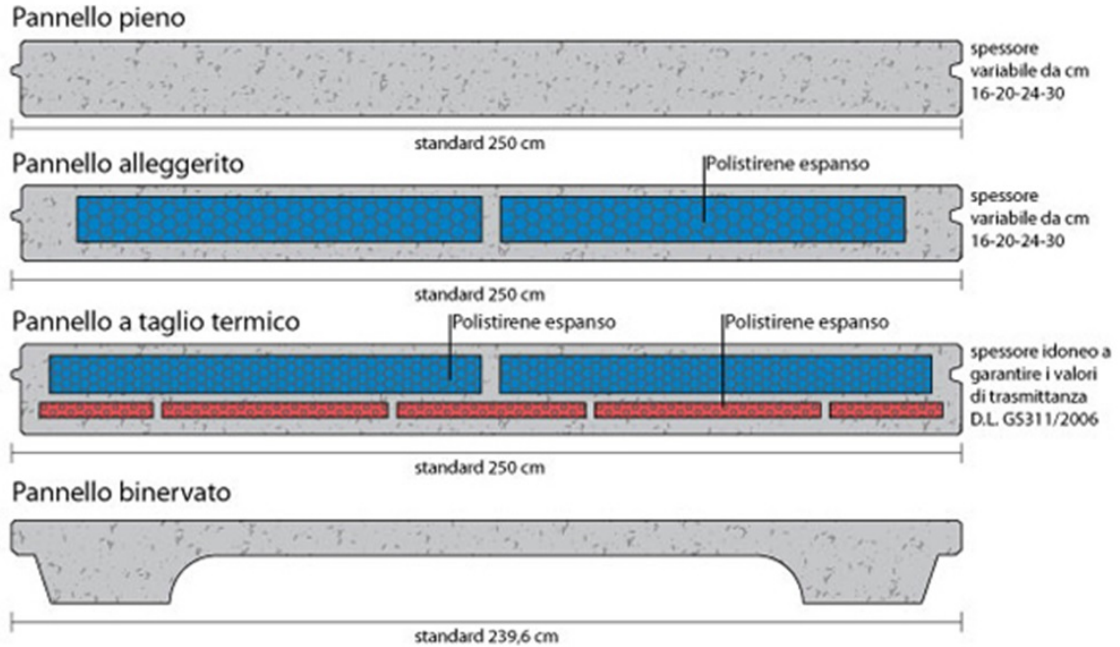 Pannello pieno
spessore
variabile da cm
16-20-24-30
standard 250 cm
Pannello alleggerito
Polistirene espanso
spessore
variabile da cm
16-20-24-30
standard 250 cm
Pannello a taglio termico
Polistirene espanso
Polistirene espanso
spessore idoneo a
garantire i valori
di trasmittanza
D.L. GS311/2006
standard 250 cm
Pannello binervato
standard 239,6 cm